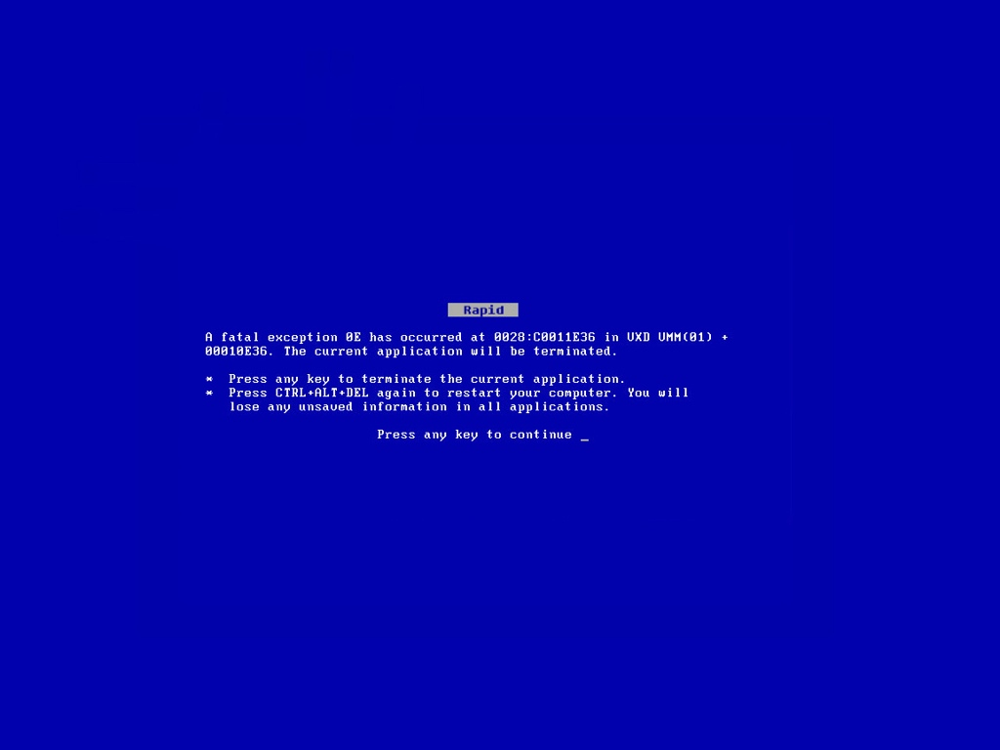 Rapid
A fatal exception 0E has occurred at 0028:C0011E36 in VXD VMM(01) +
00010E36. The current application will be terminated.
* Press any key to terminate the current application.
* Press CTRL+ALT+DEL again to restart your computer. You will
lose any unsaved information in all applications.
Press any key to continue _